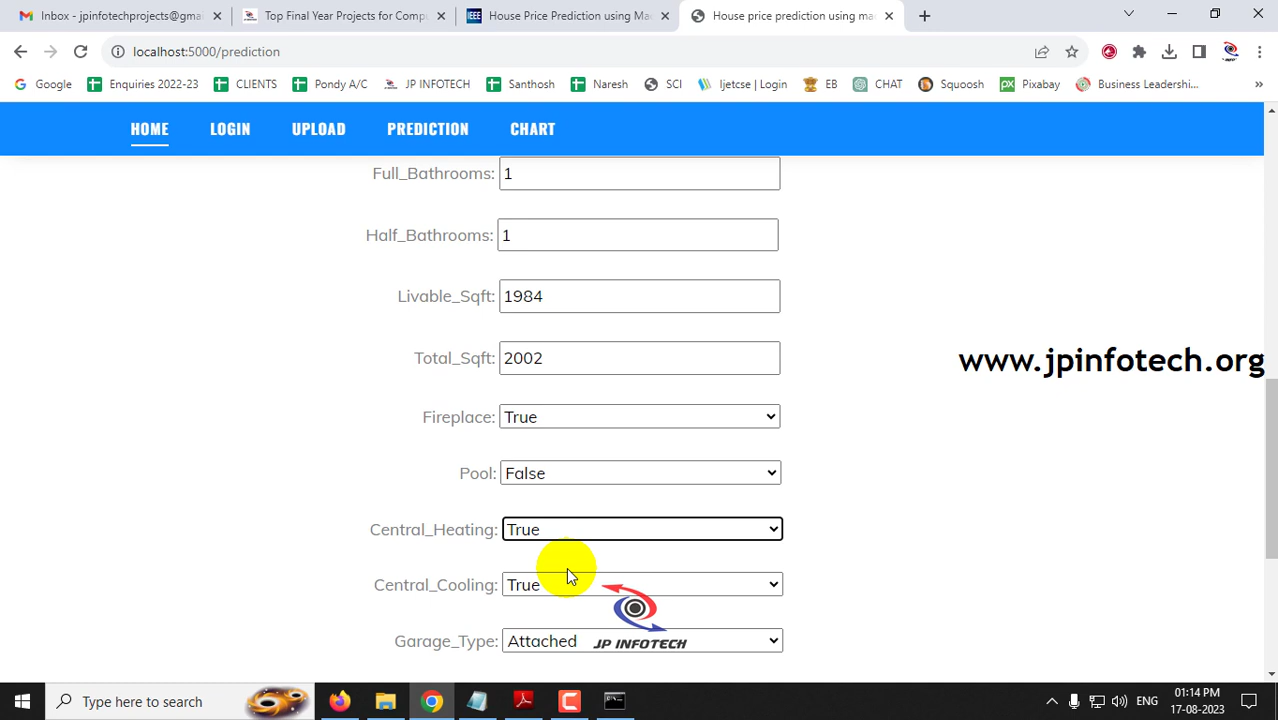 Inbox - jpinfotechprojects@gmai
Top Final Year Projects for Compu
House Price Prediction using Mac
House price prediction using mac
localhost:5000/prediction
Google
Enquiries 2022-23
CLIENTS
Pondy A/C
JP INFOTECH
Santhosh
Naresh
SCI
Ijetcse | Login
EB
CHAT
Squoosh
Pixabay
Business Leadershi...
HOME LOGIN UPLOAD PREDICTION CHART
Full_Bathrooms: 1
Half_Bathrooms: 1
Livable_Sqft: 1984
Total_Sqft: 2002
www.jpinfotech.org
Fireplace: True
Pool: False
Central_Heating: True
Central_Cooling: True
Garage_Type: Attached
JP INFOTECH
Type here to search
ENG
01:14 PM
17-08-2023